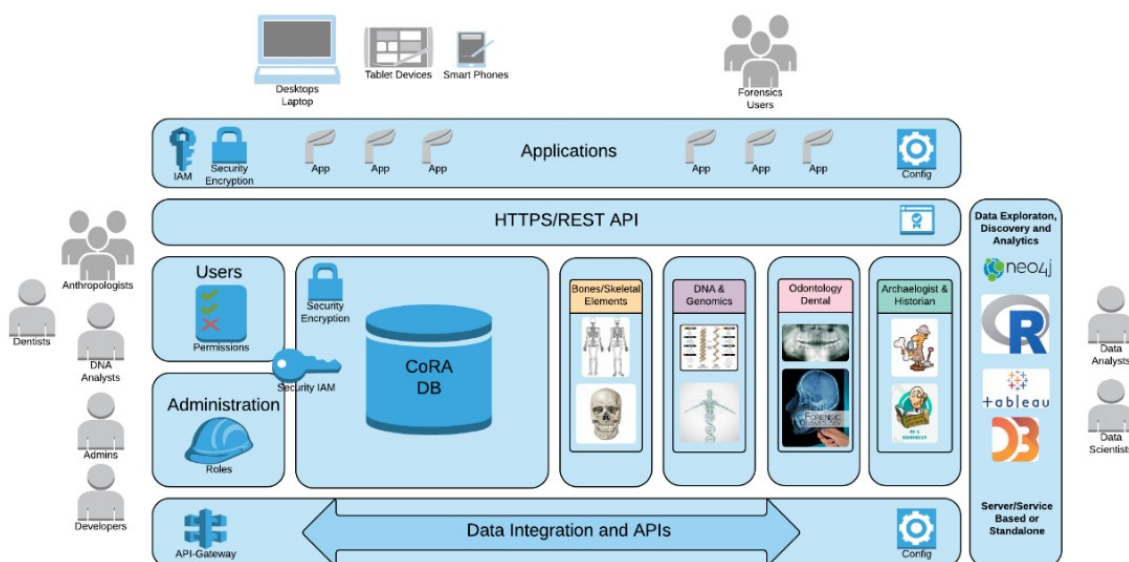 Desktops
Laptop
Tablet Devices
Smart Phones
Forensics
Users
IAM
Security
Encryption
App
App
App
Applications
App
App
App
Config
HTTPS/REST API
Data Exploraton,
Discovery and
Analytics
neo4j
R
+ a b l e a u
D3
Server/Service
Based or
Standalone
Anthropologists
Dentists
DNA
Analysts
Admins
Developers
Users
Permissions
Security IAM
Administration
Roles
Security
Encryption
CoRA
DB
Bones/Skeletal
Elements
DNA &
Genomics
Odontology
Dental
FORENSIC
ODONTOLOGY
Archaelogist &
Historian
Data
Analysts
Data
Scientists
API-Gateway
Data Integration and APIs
Config